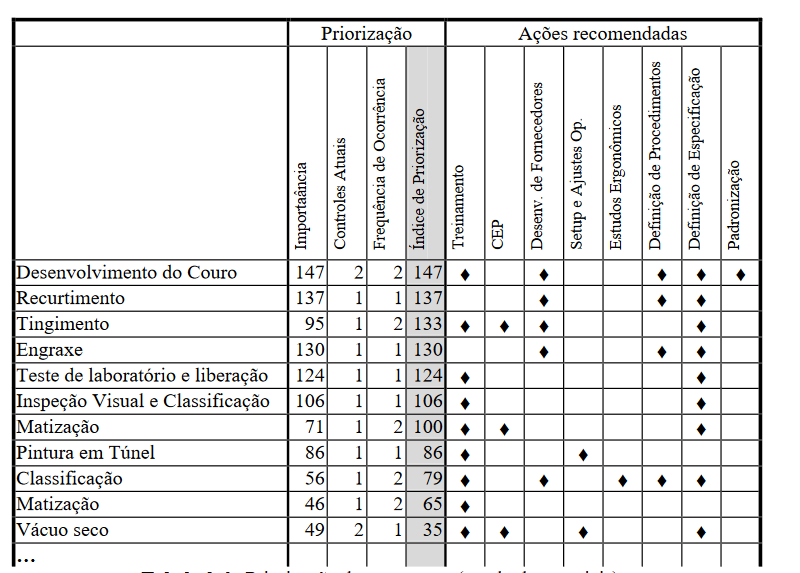 Priorização Ações recomendadas
Importaância Controles Atuais Frequência de Ocorrência Índice de Priorização Treinamento CEP Desenv. de Fornecedores Setup e Ajustes Op. Estudos Ergonômicos Definição de Procedimentos Definição de Especificação Padronização
Desenvolvimento do Couro 147 2 2 147 ♦ ♦ ♦ ♦ ♦
Recurtimento 137 1 1 137 ♦ ♦ ♦
Tingimento 95 1 2 133 ♦ ♦ ♦ ♦
Engraxe 130 1 1 130 ♦ ♦ ♦
Teste de laboratório e liberação 124 1 1 124 ♦ ♦
Inspeção Visual e Classificação 106 1 1 106 ♦ ♦
Matização 71 1 2 100 ♦ ♦ ♦
Pintura em Túnel 86 1 1 86 ♦ ♦
Classificação 56 1 2 79 ♦ ♦ ♦ ♦ ♦
Matização 46 1 2 65 ♦
Vácuo seco 49 2 1 35 ♦ ♦ ♦ ♦
...